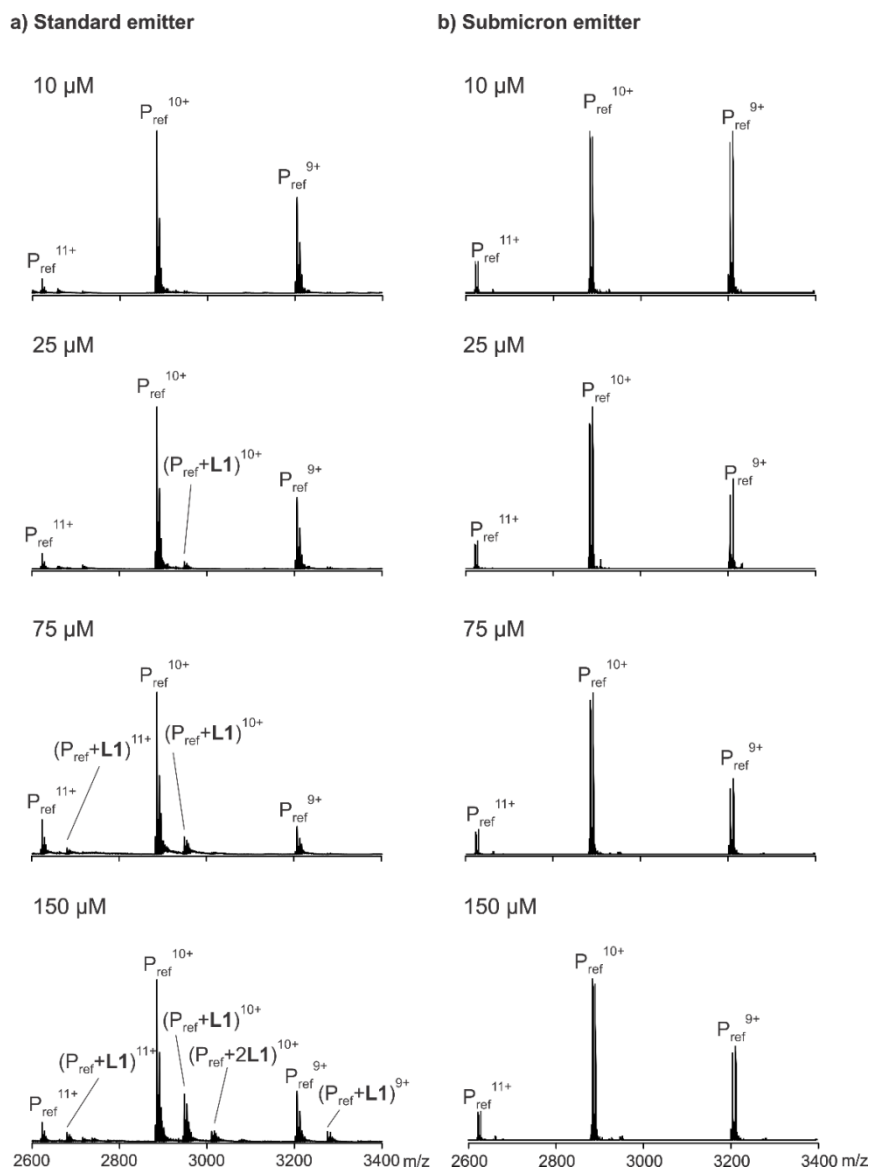 a) Standard emitter
10 µM
P_ref^11+
P_ref^10+
P_ref^9+
25 µM
P_ref^11+
P_ref^10+
(P_ref+L1)^10+
P_ref^9+
75 µM
P_ref^11+
(P_ref+L1)^11+
P_ref^10+
(P_ref+L1)^10+
P_ref^9+
150 µM
P_ref^11+
(P_ref+L1)^11+
P_ref^10+
(P_ref+L1)^10+
(P_ref+2L1)^10+
P_ref^9+
(P_ref+L1)^9+
2600 2800 3000 3200 3400 m/z
b) Submicron emitter
10 µM
P_ref^11+
P_ref^10+
P_ref^9+
25 µM
P_ref^11+
P_ref^10+
P_ref^9+
75 µM
P_ref^11+
P_ref^10+
P_ref^9+
150 µM
P_ref^11+
P_ref^10+
P_ref^9+
2600 2800 3000 3200 3400 m/z